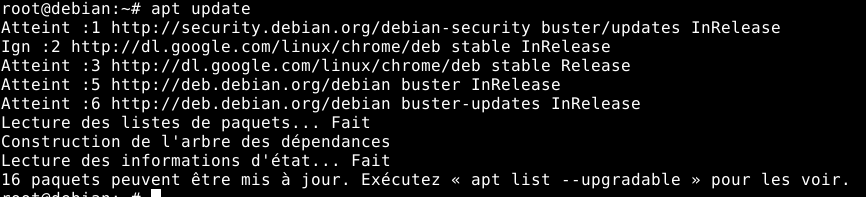 root@debian:~# apt update
Atteint :1 http://security.debian.org/debian-security buster/updates InRelease
Ign :2 http://dl.google.com/linux/chrome/deb stable InRelease
Atteint :3 http://dl.google.com/linux/chrome/deb stable Release
Atteint :5 http://deb.debian.org/debian buster InRelease
Atteint :6 http://deb.debian.org/debian buster-updates InRelease
Lecture des listes de paquets... Fait
Construction de l'arbre des dépendances
Lecture des informations d'état... Fait
16 paquets peuvent être mis à jour. Exécutez « apt list --upgradable » pour les voir.
root@debian:~#